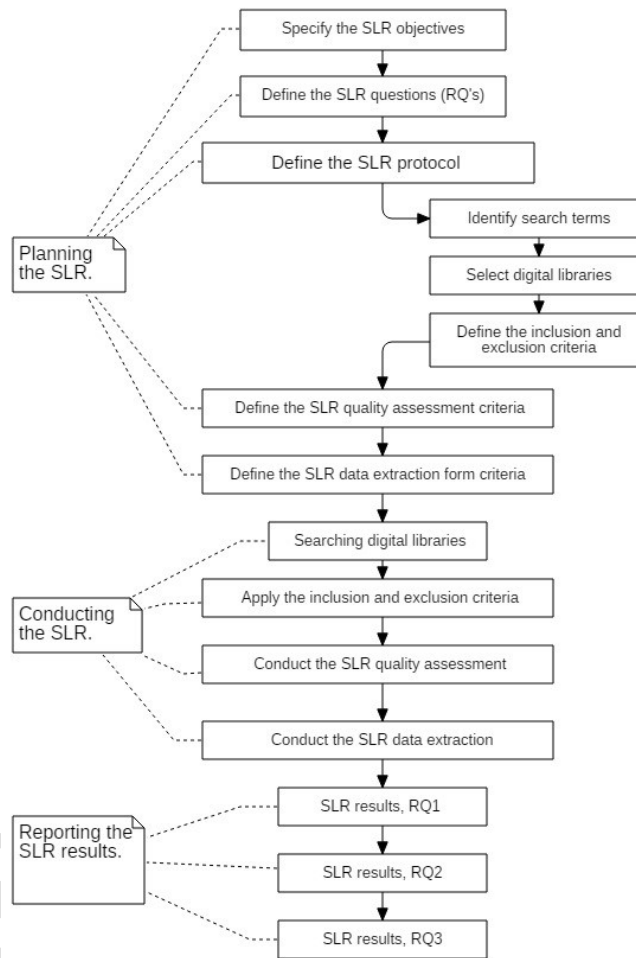 Specify the SLR objectives
Define the SLR questions (RQ's)
Define the SLR protocol
Identify search terms
Planning
the SLR.
Select digital libraries
Define the inclusion and
exclusion criteria
Define the SLR quality assessment criteria
Define the SLR data extraction form criteria
Searching digital libraries
Apply the inclusion and exclusion criteria
Conducting
the SLR.
Conduct the SLR quality assessment
Conduct the SLR data extraction
SLR results, RQ1
Reporting the
SLR results.
SLR results, RQ2
SLR results, RQ3